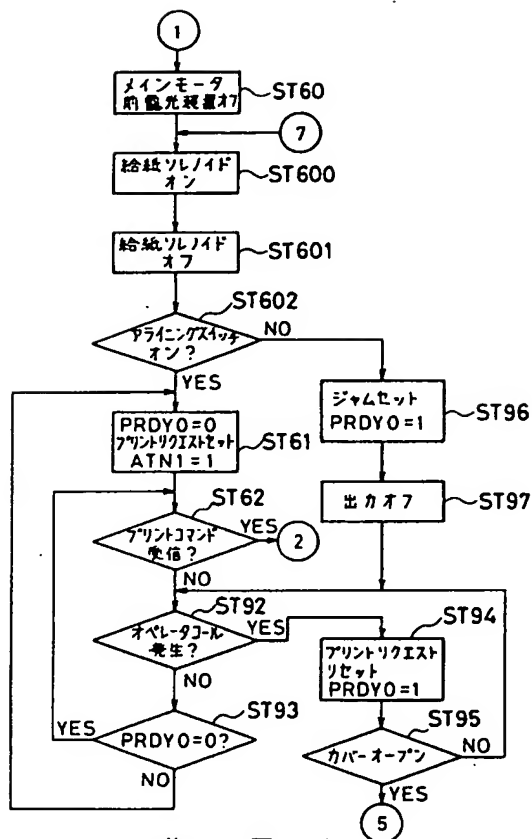 1
メインモータ
前露光装置オフ
ST60
7
給紙ソレノイド
オン
ST600
給紙ソレノイド
オフ
ST601
ST602
アライニングスイッチ
オン?
NO
YES
ジャムセット
PRDY0=1
ST96
PRDY0=0
プリントリクエストセット
ATN1=1
ST61
出力オフ
ST97
ST62
プリントコマンド
受信?
YES
2
NO
ST92
オペレータコール
発生?
YES
ST94
プリントリクエスト
リセット
PRDY0=1
NO
ST93
YES
PRDY0=0?
NO
ST95
カバーオープン
NO
YES
5